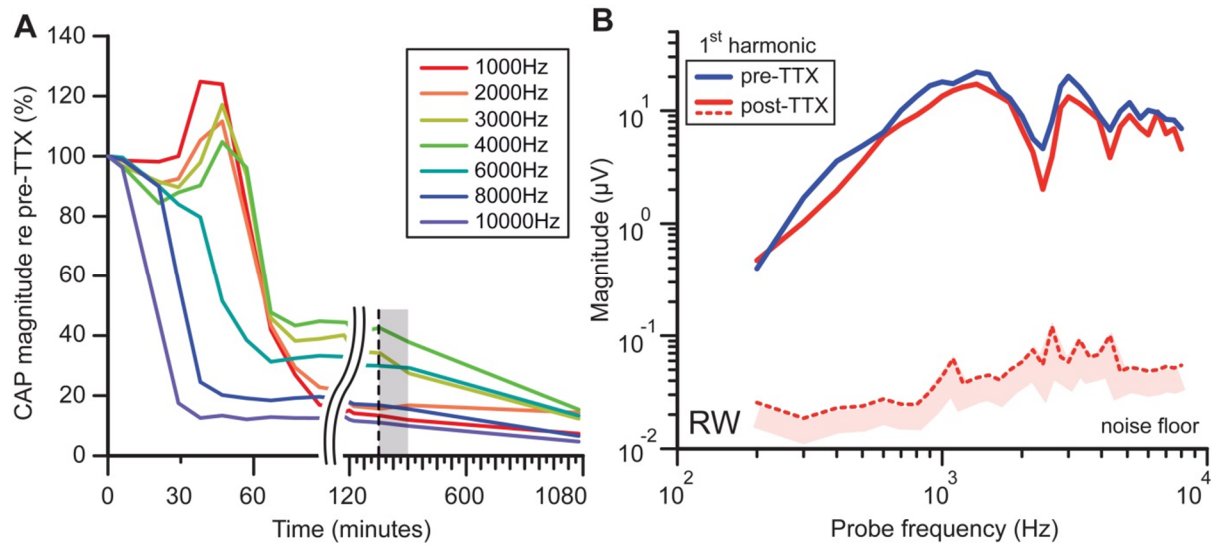 A
CAP magnitude re pre-TTX (%)
140
120
100
80
60
40
20
0
0 30 60 120 600 1080
Time (minutes)
1000Hz
2000Hz
3000Hz
4000Hz
6000Hz
8000Hz
10000Hz
B
1st harmonic
pre-TTX
post-TTX
Magnitude (µV)
10^1
10^0
10^-1
10^-2
RW
noise floor
10^2 10^3 10^4
Probe frequency (Hz)